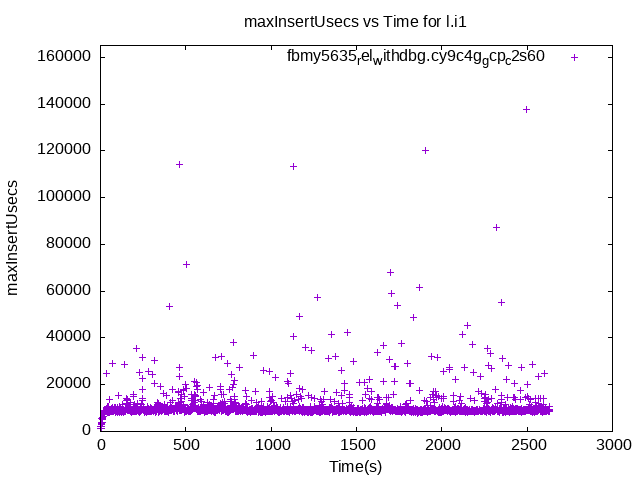 maxInsertUsecs vs Time for l.i1
fbmy5635relwithdbg.cy9c4ggcpc2s60
160000
140000
120000
100000
80000
60000
40000
20000
0
maxInsertUsecs
0 500 1000 1500 2000 2500 3000
Time(s)